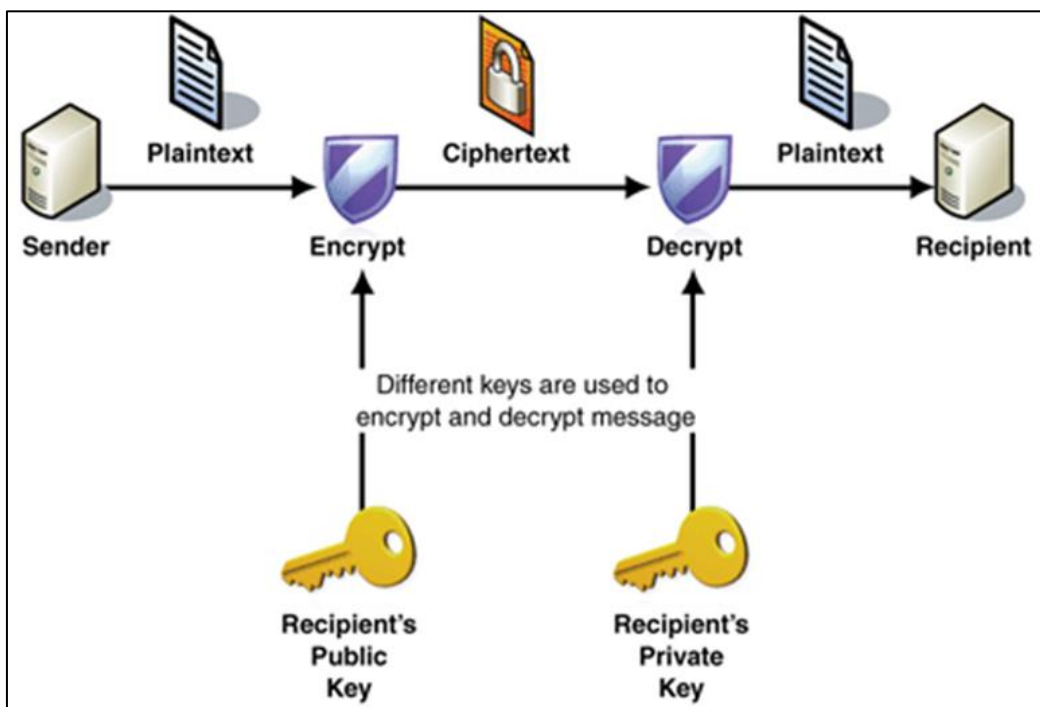 Plaintext
Ciphertext
Plaintext
Sender
Encrypt
Decrypt
Recipient
Different keys are used to
encrypt and decrypt message
Recipient's
Public
Key
Recipient's
Private
Key